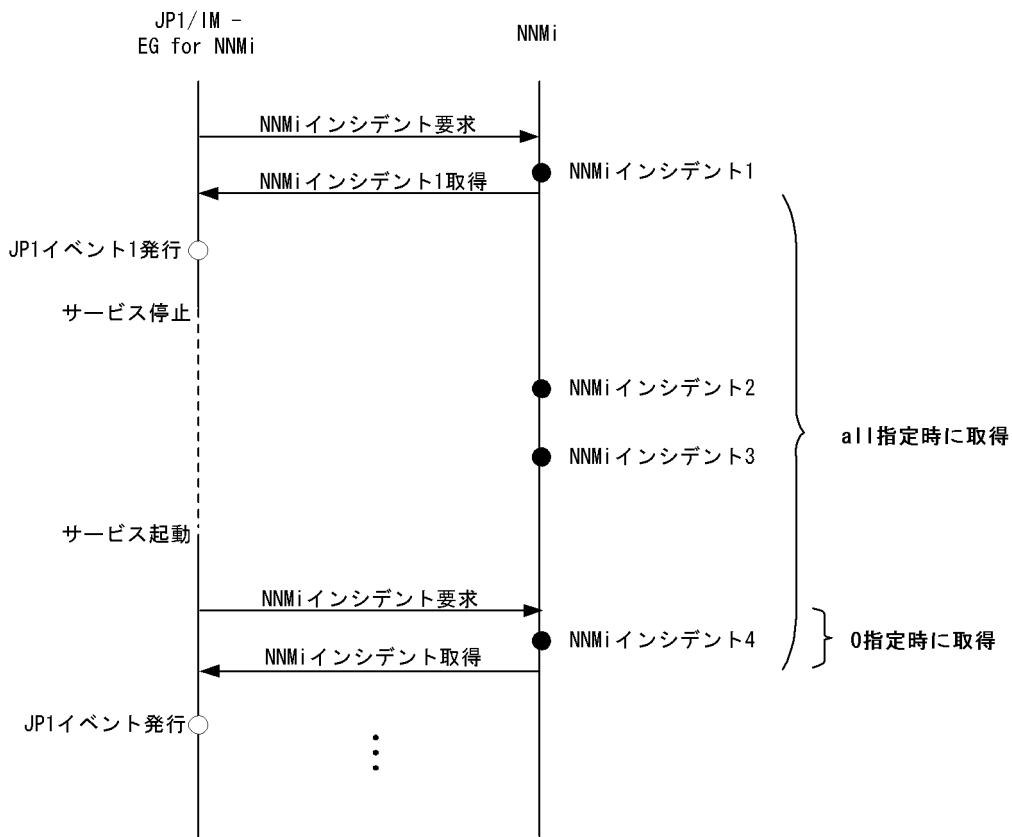 JP1/IM -
EG for NNMi
NNMi
NNMiインシデント要求
NNMiインシデント1
NNMiインシデント1取得
JP1イベント1発行
サービス停止
NNMiインシデント2
all指定時に取得
NNMiインシデント3
サービス起動
NNMiインシデント要求
NNMiインシデント4
0指定時に取得
NNMiインシデント取得
JP1イベント発行